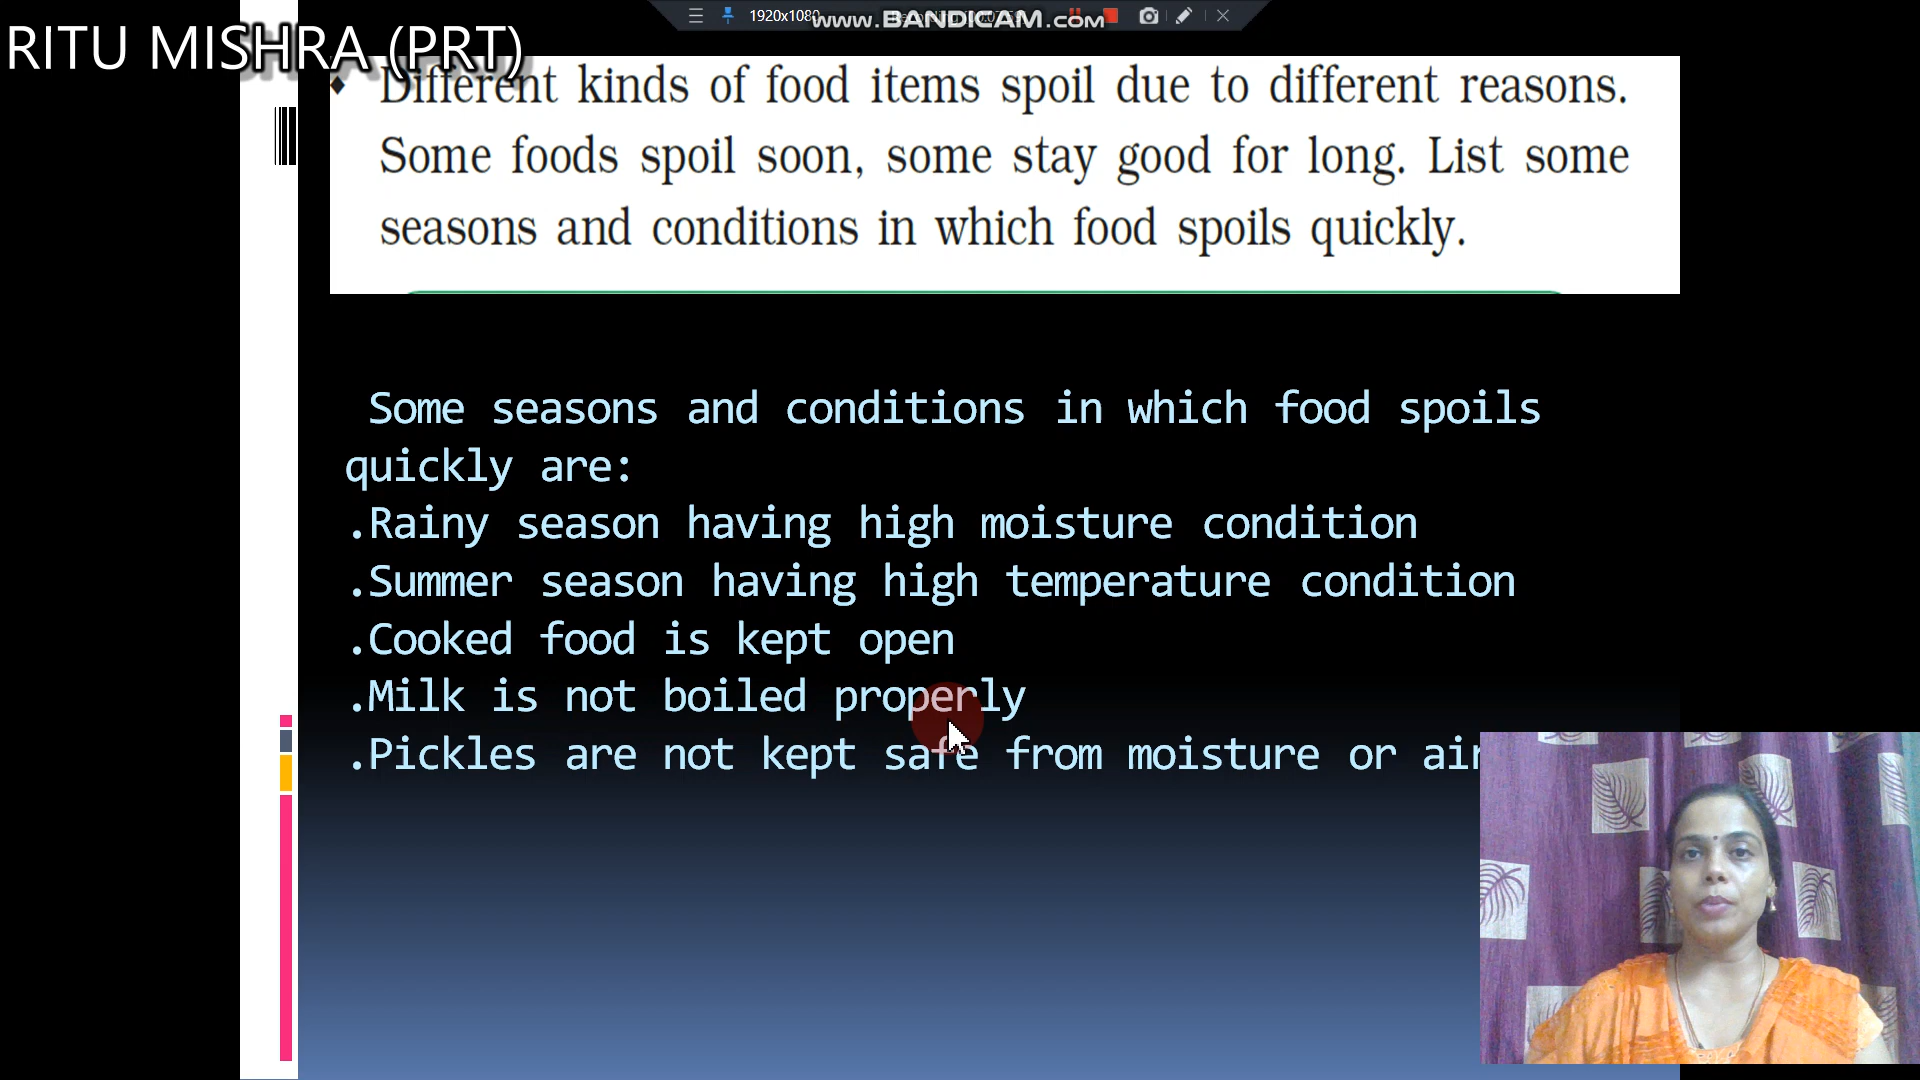 1920x1080
www.BANDICAM.com
RITU MISHRA (PRT)
Different kinds of food items spoil due to different reasons.
Some foods spoil soon, some stay good for long. List some
seasons and conditions in which food spoils quickly.
Some seasons and conditions in which food spoils
quickly are:
.Rainy season having high moisture condition
.Summer season having high temperature condition
.Cooked food is kept open
.Milk is not boiled properly
.Pickles are not kept safe from moisture or air